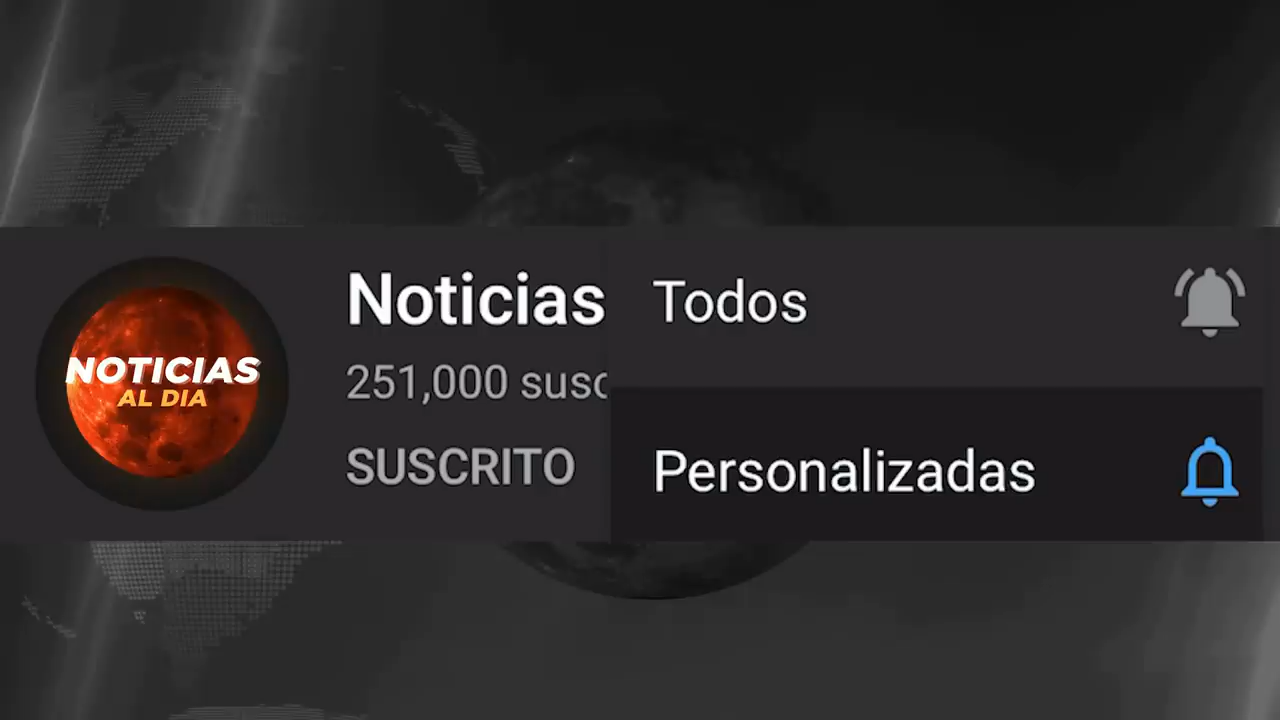 NOTICIAS
AL DIA
Noticias
251,000 susc
SUSCRITO
Todos
Personalizadas